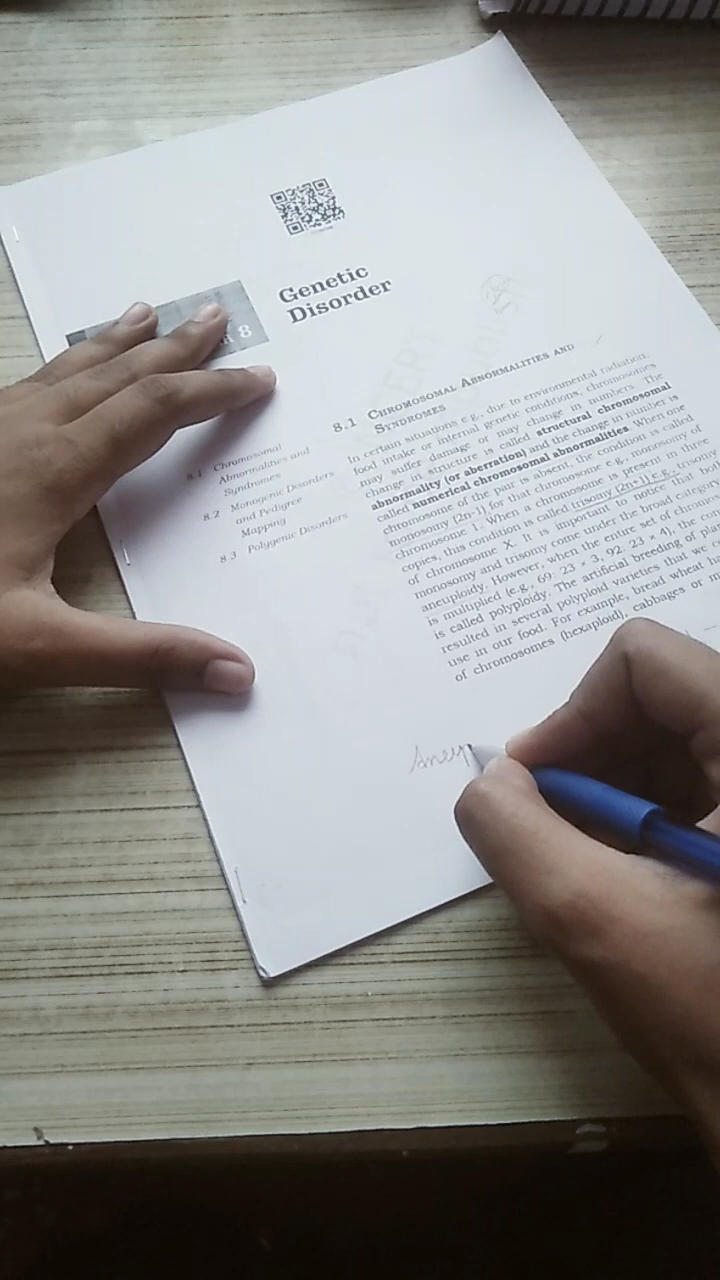 Genetic
Disorder
8
8.1 CHROMOSOMAL ABNORMALITIES AND
SYNDROMES
8.1 Chromosomal
Abnormalities and
Syndromes
8.2 Monogenic Disorders
and Pedigree
Mapping
8.3 Polygenic Disorders
In certain situations e.g., due to environmental radiation,
food intake or internal genetic conditions, chromosomes
may suffer damage or may change in numbers. The
change in structure is called structural chromosomal
abnormality (or aberration) and the change in number is
called numerical chromosomal abnormalities. When one
chromosome of the pair is absent, the condition is called
monosomy (2n-1) for that chromosome e.g., monosomy of
chromosome 1. When a chromosome is present in three
copies, this condition is called trisomy (2n+1) e.g., trisomy
of chromosome X. It is important to notice that both
monosomy and trisomy come under the broad category
aneuploidy. However, when the entire set of chromos
is multiplied (e.g., 69: 23 × 3, 92: 23 × 4), the con
is called polyploidy. The artificial breeding of plan
resulted in several polyploid varieties that we c
use in our food. For example, bread wheat ha
of chromosomes (hexaploid), cabbages or m
Aneup